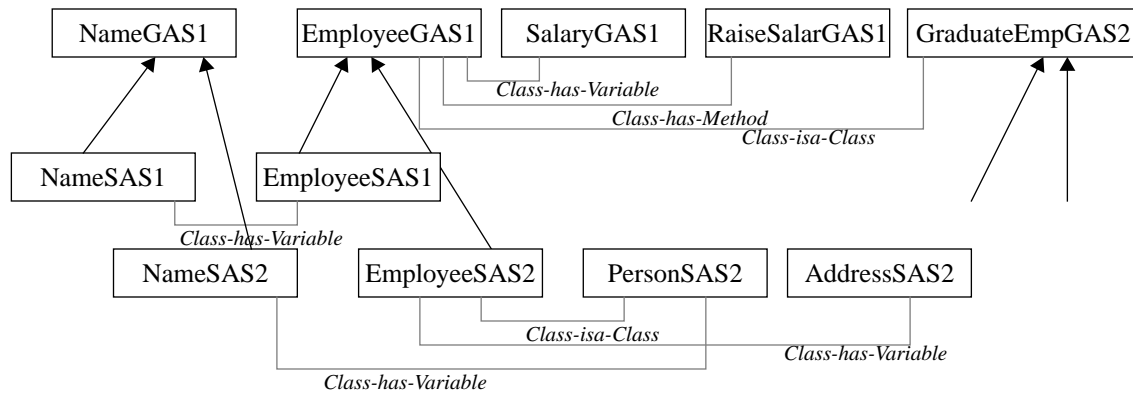 NameGAS1
EmployeeGAS1
SalaryGAS1
RaiseSalarGAS1
GraduateEmpGAS2
Class-has-Variable
Class-has-Method
Class-isa-Class
NameSAS1
EmployeeSAS1
Class-has-Variable
NameSAS2
EmployeeSAS2
PersonSAS2
AddressSAS2
Class-isa-Class
Class-has-Variable
Class-has-Variable